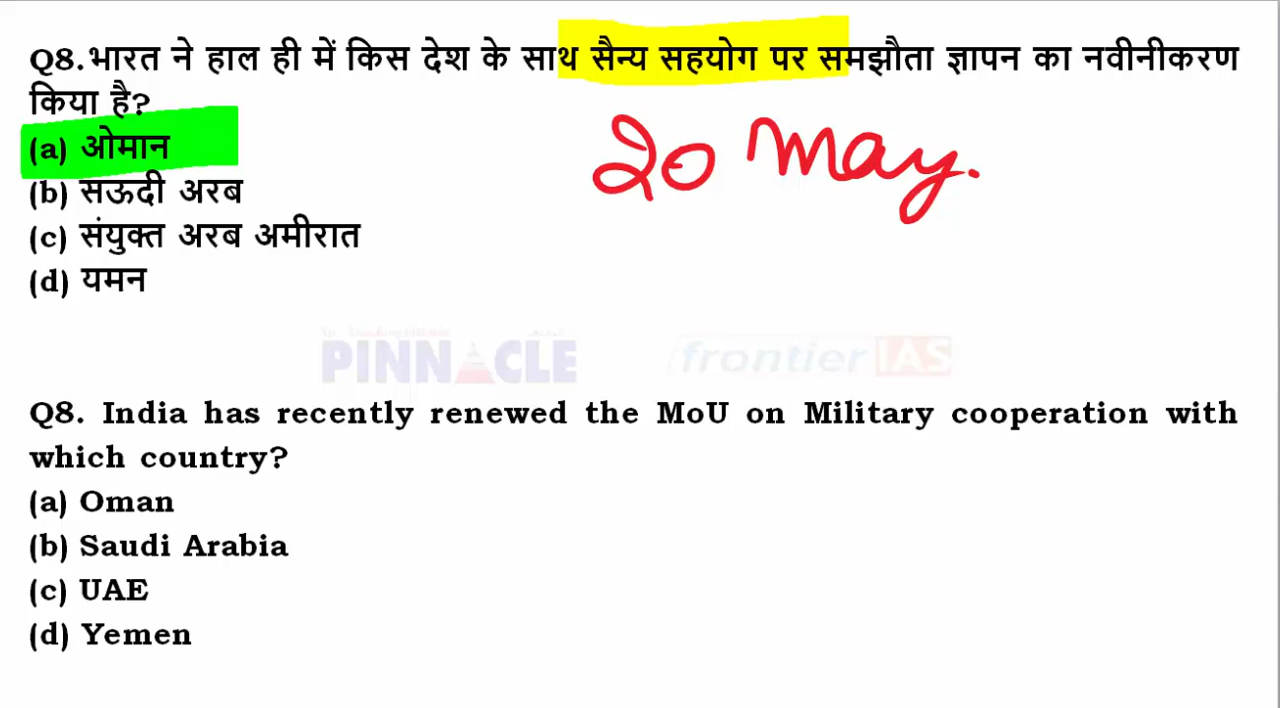 Q8.भारत ने हाल ही में किस देश के साथ सैन्य सहयोग पर समझौता ज्ञापन का नवीनीकरण
किया है?
(a) ओमान
20 May.
(b) सऊदी अरब
(c) संयुक्त अरब अमीरात
(d) यमन
PINNACLE frontier IAS
Q8. India has recently renewed the MoU on Military cooperation with
which country?
(a) Oman
(b) Saudi Arabia
(c) UAE
(d) Yemen